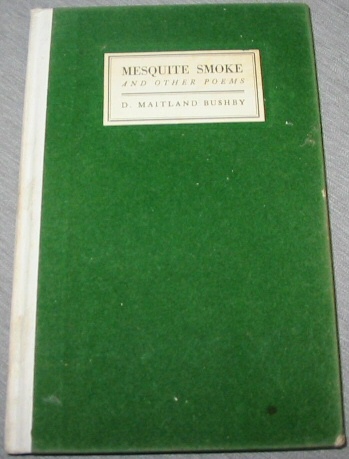 MESQUITE SMOKE
AND OTHER POEMS
D. MAITLAND BUSHBY